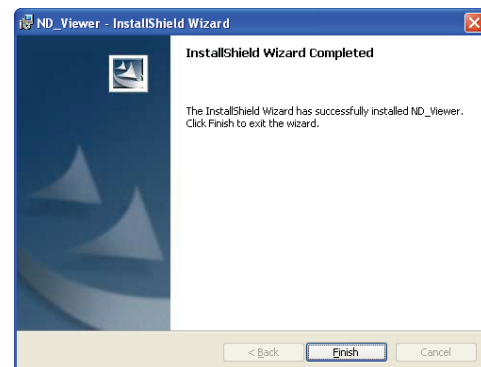 ND_Viewer - InstallShield Wizard
InstallShield Wizard Completed
The InstallShield Wizard has successfully installed ND_Viewer.
Click Finish to exit the wizard.
< Back
Finish
Cancel